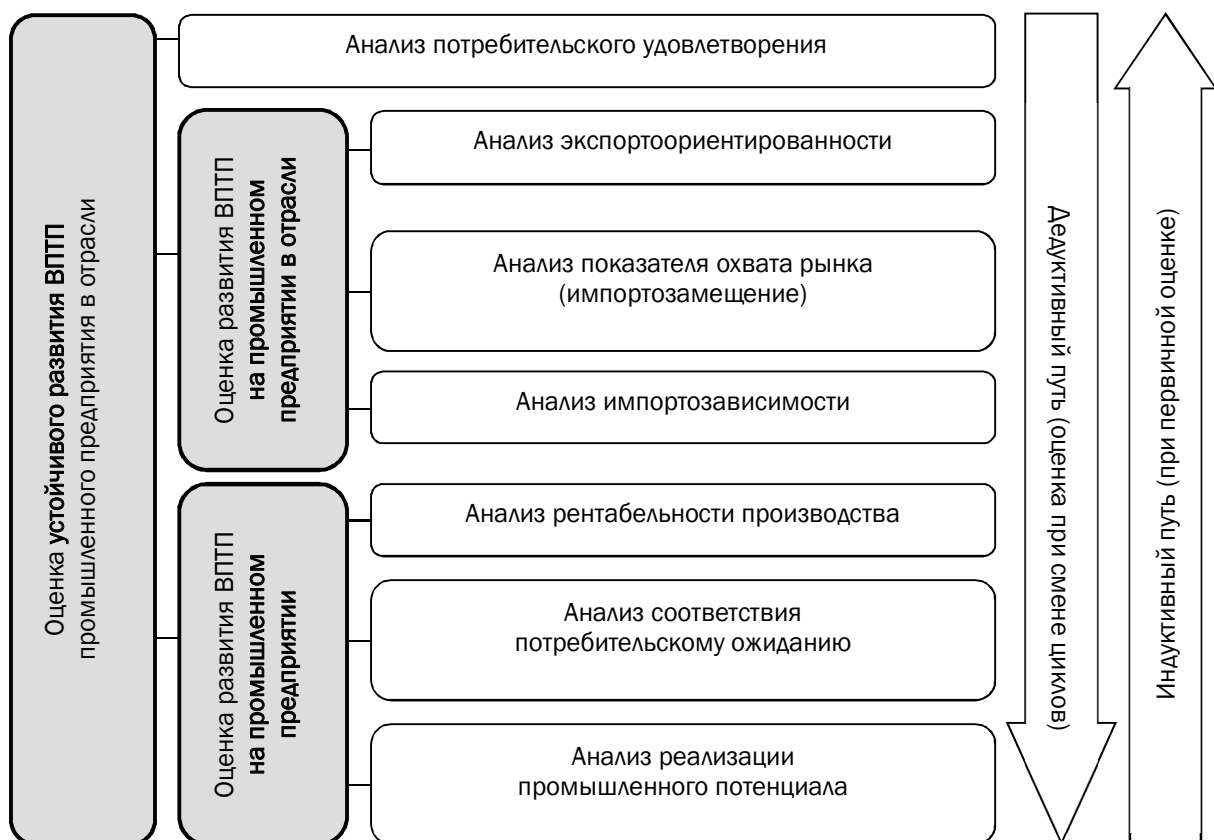 Оценка устойчивого развития ВПТП
промышленного предприятия в отрасли
Анализ потребительского удовлетворения
Оценка развития ВПТП
на промышленном
предприятии в отрасли
Анализ экспортоориентированности
Анализ показателя охвата рынка
(импортозамещение)
Анализ импортозависимости
Оценка развития ВПТП
на промышленном
предприятии
Анализ рентабельности производства
Анализ соответствия
потребительскому ожиданию
Анализ реализации
промышленного потенциала
Дедуктивный путь (оценка при смене циклов)
Индуктивный путь (при первичной оценке)